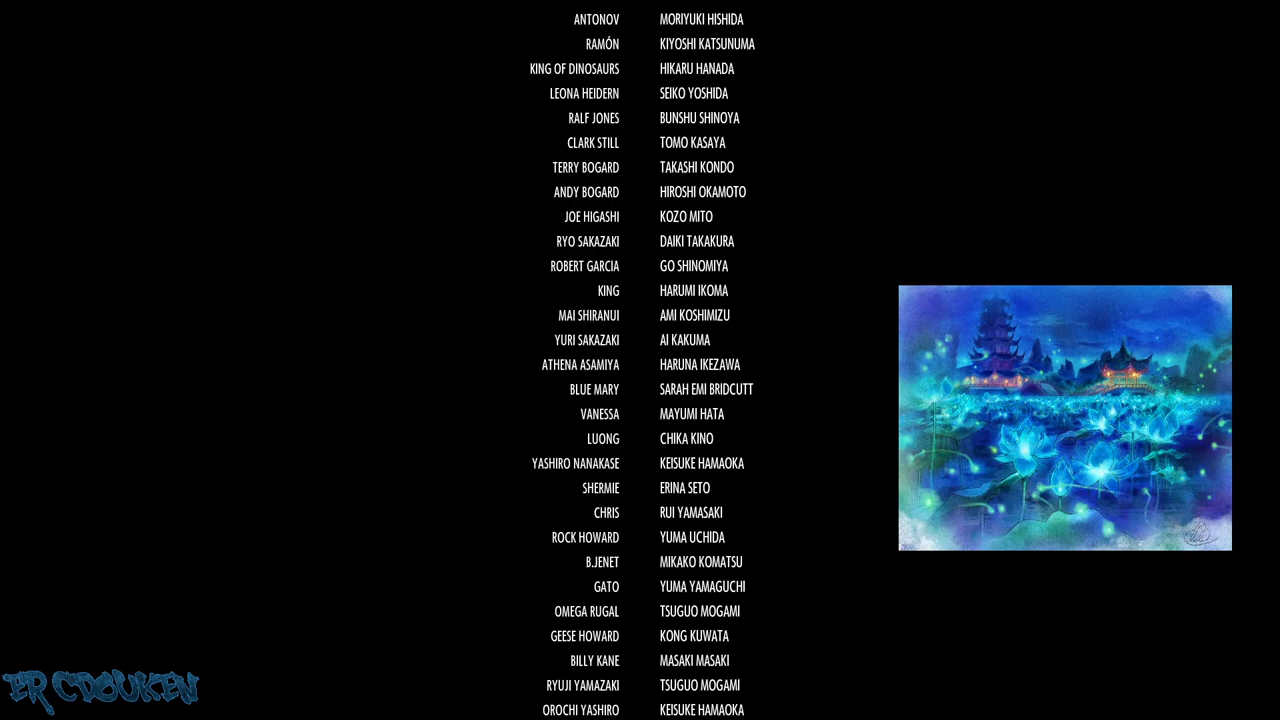 ANTONOV MORIYUKI HISHIDA
RAMÓN KIYOSHI KATSUNUMA
KING OF DINOSAURS HIKARU HANADA
LEONA HEIDERN SEIKO YOSHIDA
RALF JONES BUNSHU SHINOYA
CLARK STILL TOMO KASAYA
TERRY BOGARD TAKASHI KONDO
ANDY BOGARD HIROSHI OKAMOTO
JOE HIGASHI KOZO MITO
RYO SAKAZAKI DAIKI TAKAKURA
ROBERT GARCIA GO SHINOMIYA
KING HARUMI IKOMA
MAI SHIRANUI AMI KOSHIMIZU
YURI SAKAZAKI AI KAKUMA
ATHENA ASAMIYA HARUNA IKEZAWA
BLUE MARY SARAH EMI BRIDCUTT
VANESSA MAYUMI HATA
LUONG CHIKA KINO
YASHIRO NANAKASE KEISUKE HAMAOKA
SHERMIE ERINA SETO
CHRIS RUI YAMASAKI
ROCK HOWARD YUMA UCHIDA
B.JENET MIKAKO KOMATSU
GATO YUMA YAMAGUCHI
OMEGA RUGAL TSUGUO MOGAMI
GEESE HOWARD KONG KUWATA
BILLY KANE MASAKI MASAKI
RYUJI YAMAZAKI TSUGUO MOGAMI
OROCHI YASHIRO KEISUKE HAMAOKA
ER CDOUKEN